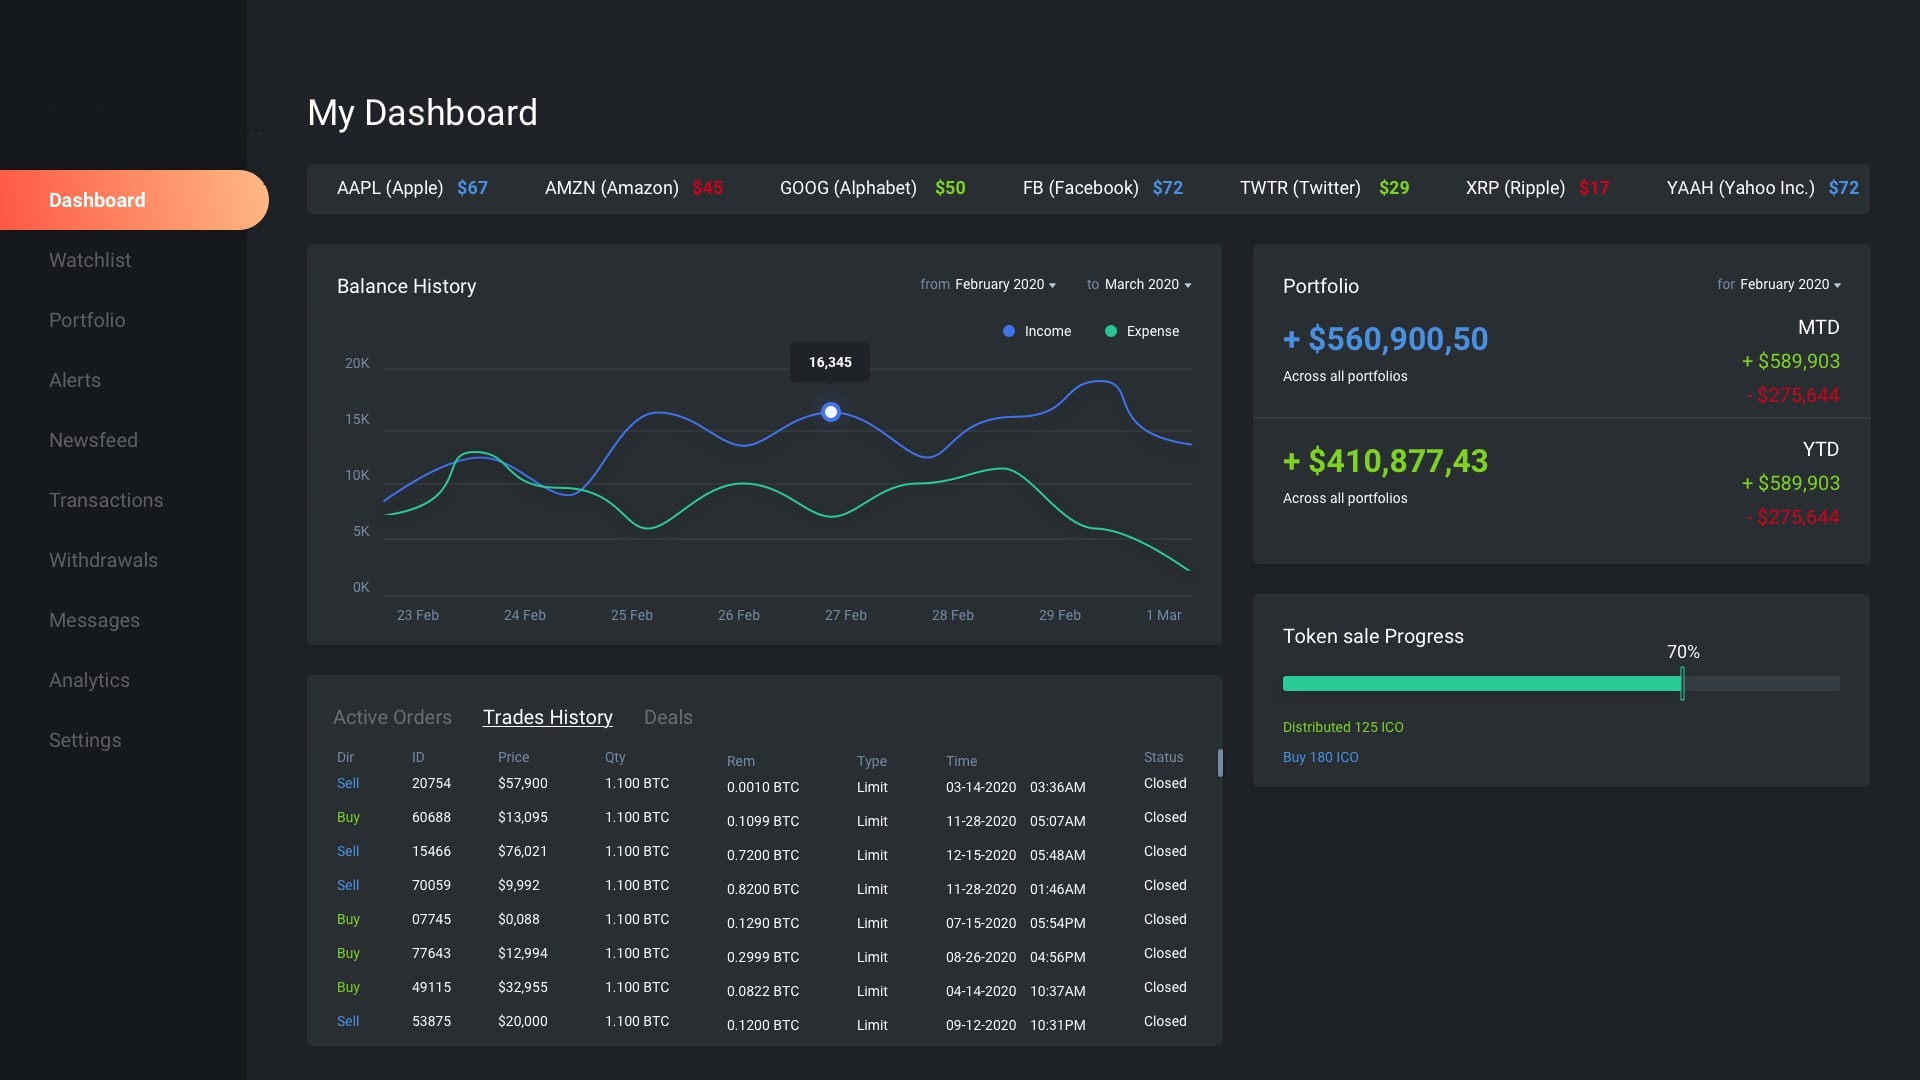 My Dashboard
Dashboard
Watchlist
Portfolio
Alerts
Newsfeed
Transactions
Withdrawals
Messages
Analytics
Settings
AAPL (Apple) $67 AMZN (Amazon) $45 GOOG (Alphabet) $50 FB (Facebook) $72 TWTR (Twitter) $29 XRP (Ripple) $17 YAAH (Yahoo Inc.) $72
Balance History from February 2020 to March 2020
Income Expense
16,345
20K
15K
10K
5K
0K
23 Feb 24 Feb 25 Feb 26 Feb 27 Feb 28 Feb 29 Feb 1 Mar
Portfolio for February 2020
+ $560,900,50 MTD
+ $589,903
Across all portfolios
- $275,644
+ $410,877,43 YTD
+ $589,903
Across all portfolios
- $275,644
Token sale Progress
70%
Distributed 125 ICO
Buy 180 ICO
Active Orders Trades History Deals
Dir ID Price Qty Rem Type Time Status
Sell 20754 $57,900 1.100 BTC 0.0010 BTC Limit 03-14-2020 03:36AM Closed
Buy 60688 $13,095 1.100 BTC 0.1099 BTC Limit 11-28-2020 05:07AM Closed
Sell 15466 $76,021 1.100 BTC 0.7200 BTC Limit 12-15-2020 05:48AM Closed
Sell 70059 $9,992 1.100 BTC 0.8200 BTC Limit 11-28-2020 01:46AM Closed
Buy 07745 $0,088 1.100 BTC 0.1290 BTC Limit 07-15-2020 05:54PM Closed
Buy 77643 $12,994 1.100 BTC 0.2999 BTC Limit 08-26-2020 04:56PM Closed
Buy 49115 $32,955 1.100 BTC 0.0822 BTC Limit 04-14-2020 10:37AM Closed
Sell 53875 $20,000 1.100 BTC 0.1200 BTC Limit 09-12-2020 10:31PM Closed